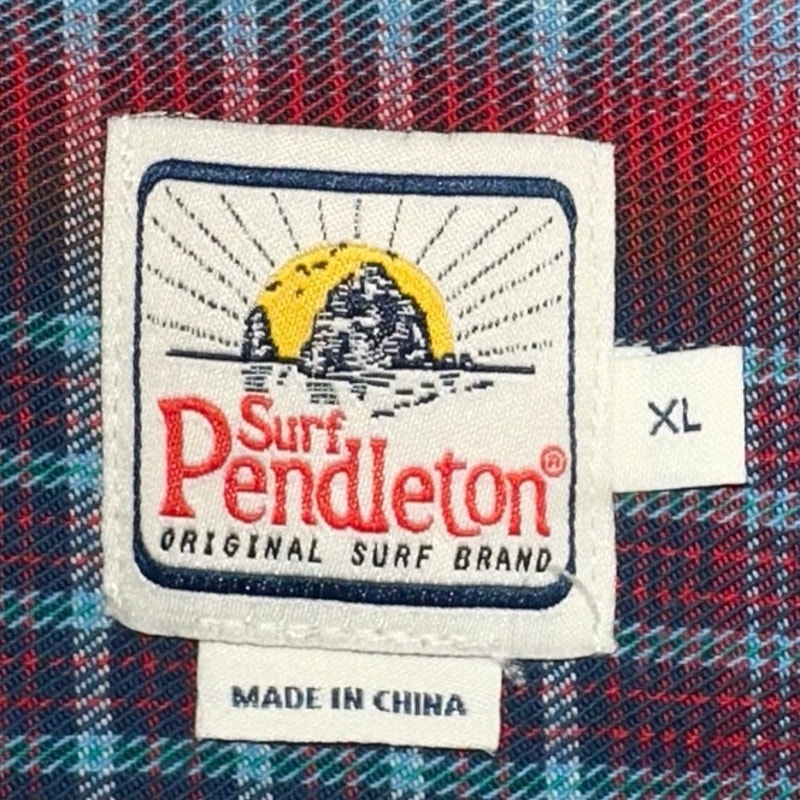 Surf
Pendleton®
ORIGINAL SURF BRAND
XL
MADE IN CHINA